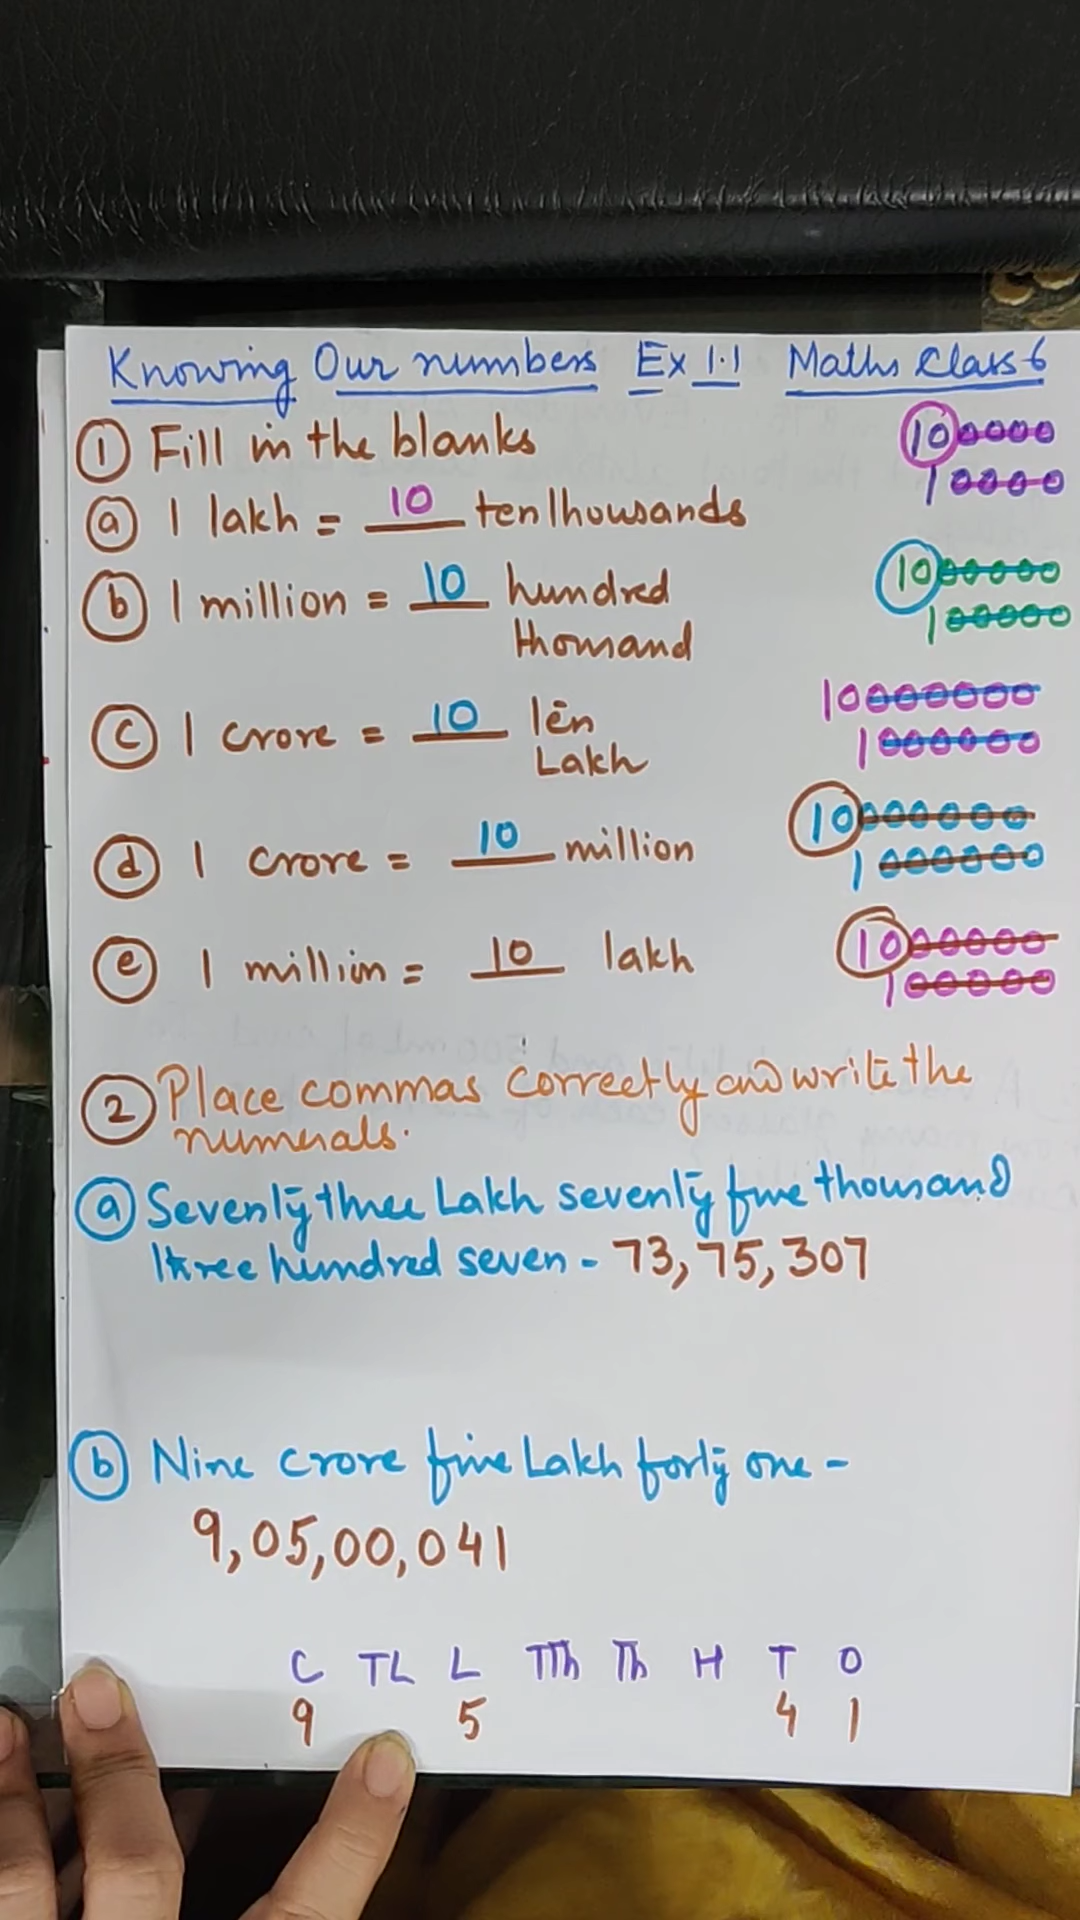 Knowing Our numbers Ex 1.1 Maths Class 6
① Fill in the blanks
100000
10000
ⓐ 1 lakh = 10 ten thousands
ⓑ 1 million = 10 hundred
thousand
1000000
100000
ⓒ 1 crore = 10 ten
Lakh
10000000
1000000
ⓓ 1 crore = 10 million
10000000
1000000
ⓔ 1 million = 10 lakh
1000000
100000
② Place commas correctly and write the
numerals.
ⓐ Seventy three Lakh seventy five thousand
three hundred seven - 73,75,307
ⓑ Nine crore five Lakh forty one -
9,05,00,041
C TL L TTh Th H T O
9 5 4 1